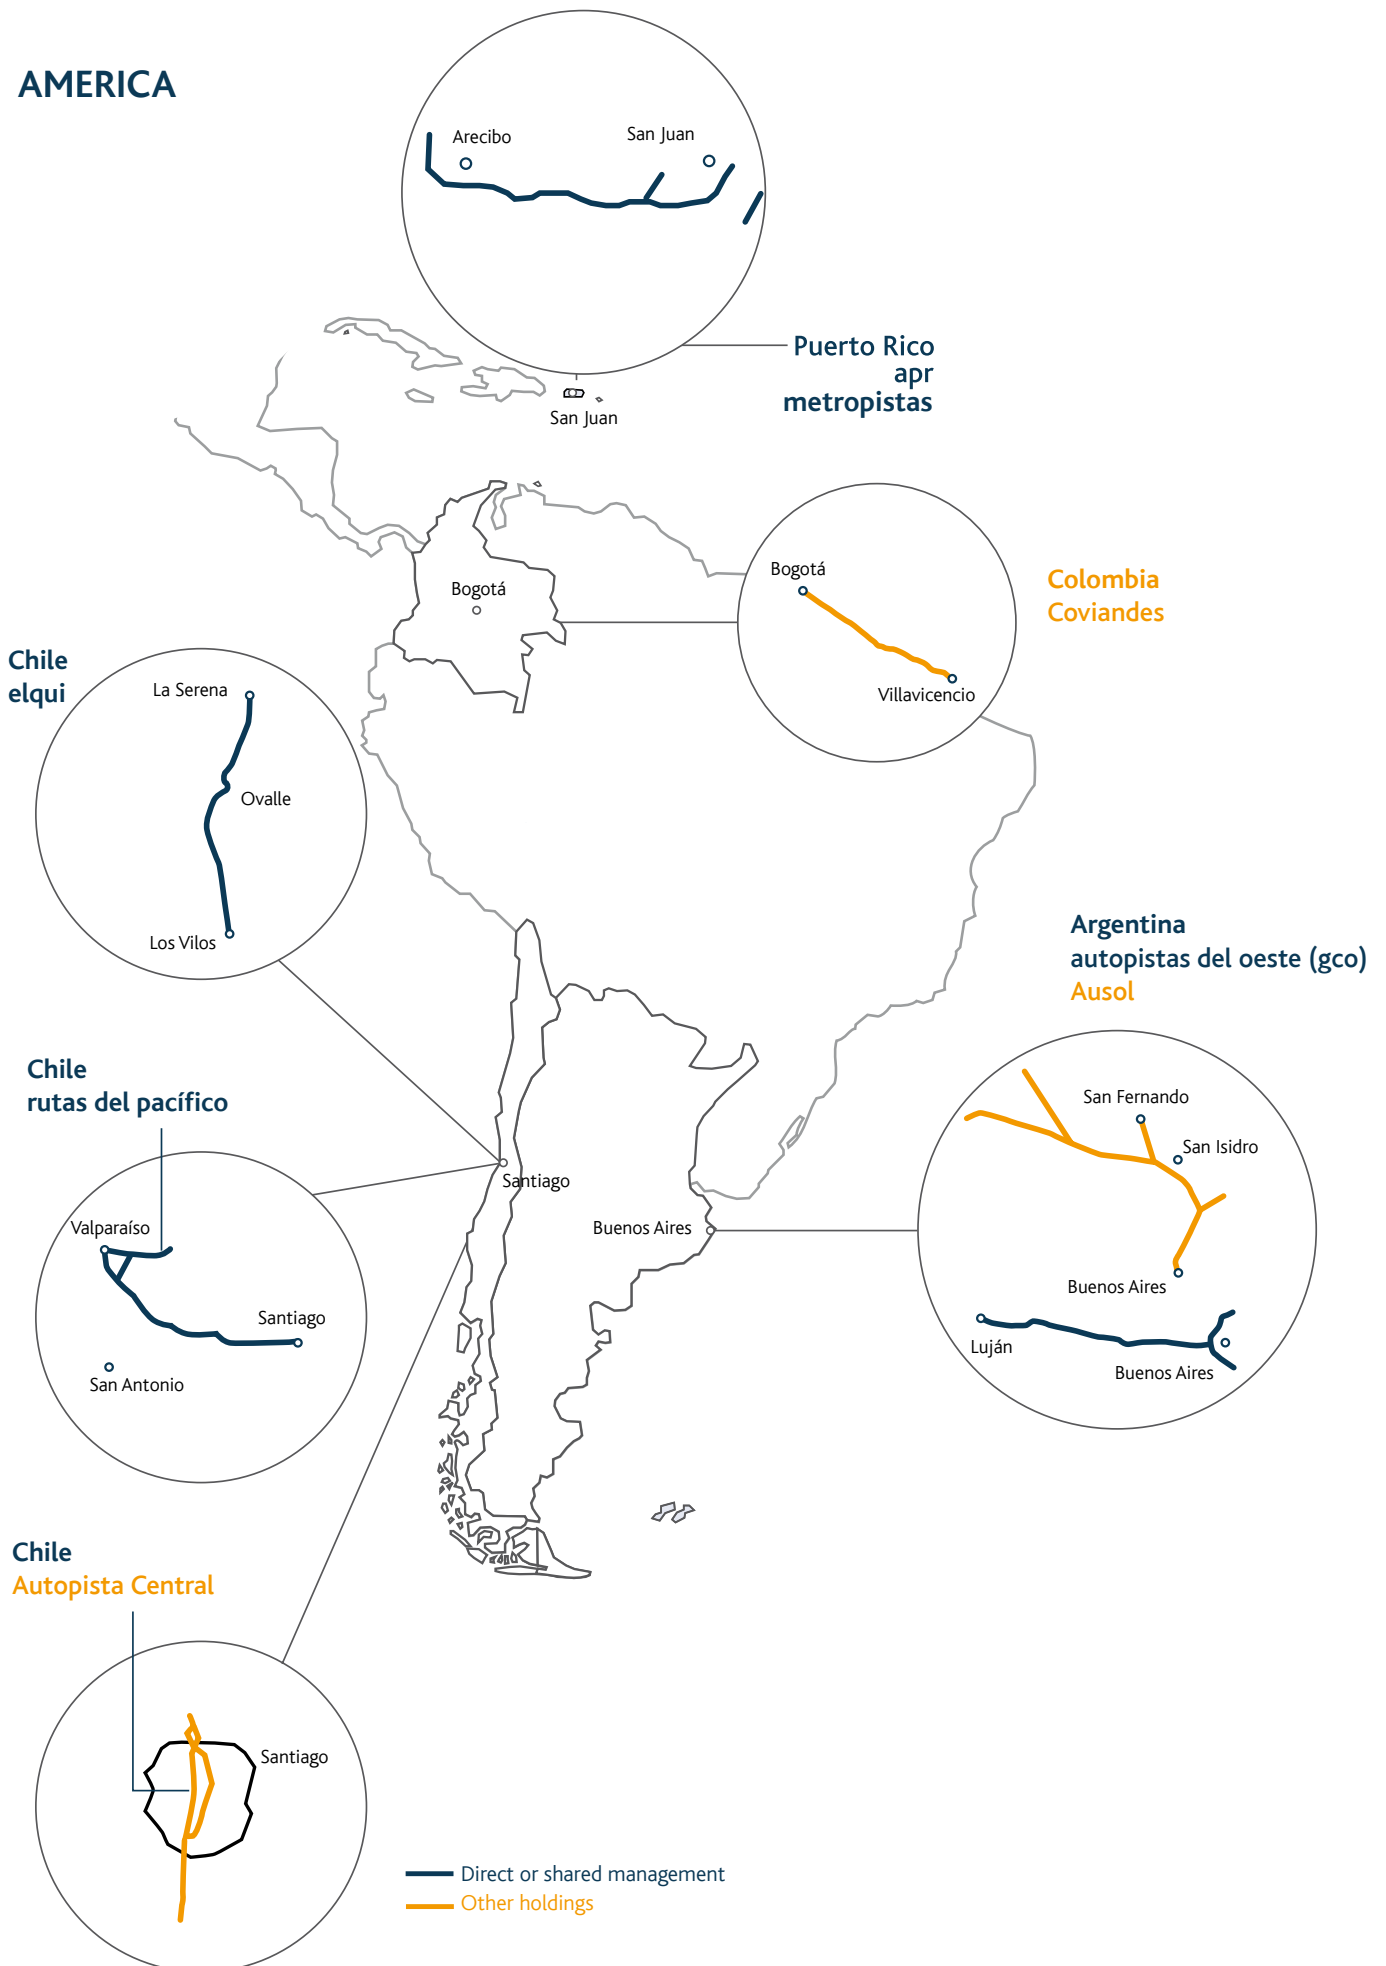 AMERICA
Arecibo
San Juan
Puerto Rico
apr
metropistas
San Juan
Bogotá
Bogotá
Villavicencio
Colombia
Coviandes
Chile
elqui
La Serena
Ovalle
Los Vilos
Argentina
autopistas del oeste (gco)
Ausol
San Fernando
San Isidro
Buenos Aires
Luján
Buenos Aires
Chile
rutas del pacífico
Santiago
Buenos Aires
Valparaíso
Santiago
San Antonio
Chile
Autopista Central
Santiago
Direct or shared management
Other holdings